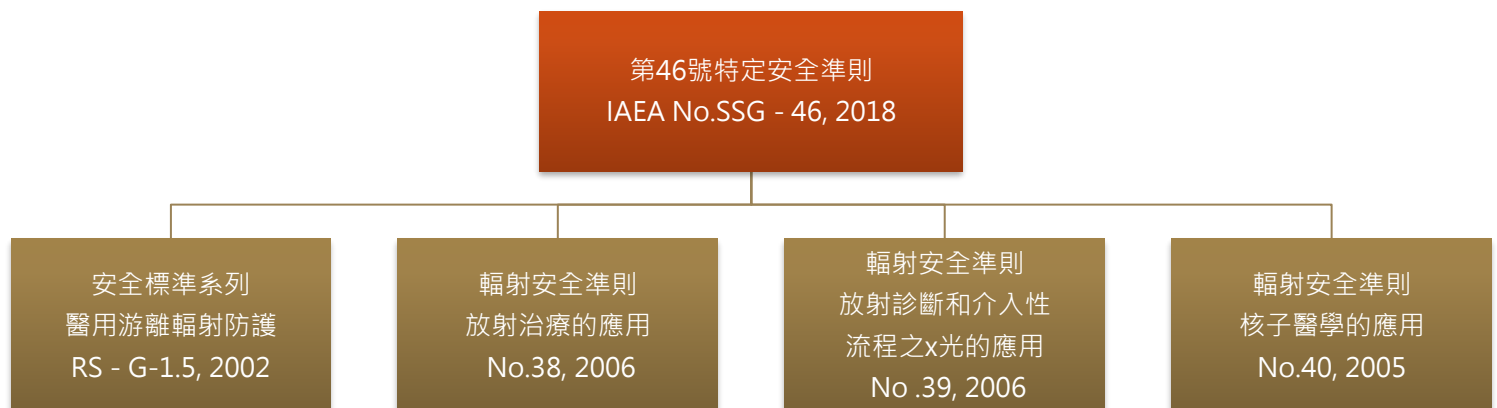 第46號特定安全準則
IAEA No.SSG - 46, 2018
安全標準系列
醫用游離輻射防護
RS - G-1.5, 2002
輻射安全準則
放射治療的應用
No.38, 2006
輻射安全準則
放射診斷和介入性
流程之x光的應用
No .39, 2006
輻射安全準則
核子醫學的應用
No.40, 2005